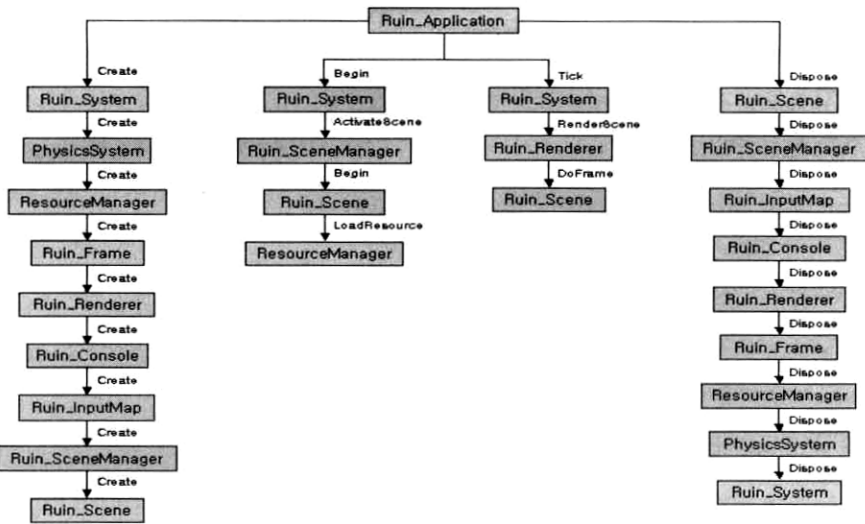 Ruin_Application
Create
Begin
Tick
Dispose
Ruin_System
Ruin_System
Ruin_System
Ruin_Scene
Create
ActivateScene
RenderScene
Dispose
PhysicsSystem
Ruin_SceneManager
Ruin_Renderer
Ruin_SceneManager
Create
Begin
DoFrame
Dispose
ResourceManager
Ruin_Scene
Ruin_Scene
Ruin_InputMap
Create
LoadResource
Dispose
Ruin_Frame
ResourceManager
Ruin_Console
Create
Dispose
Ruin_Renderer
Ruin_Renderer
Create
Dispose
Ruin_Console
Ruin_Frame
Create
Dispose
Ruin_InputMap
ResourceManager
Create
Dispose
Ruin_SceneManager
PhysicsSystem
Create
Dispose
Ruin_Scene
Ruin_System